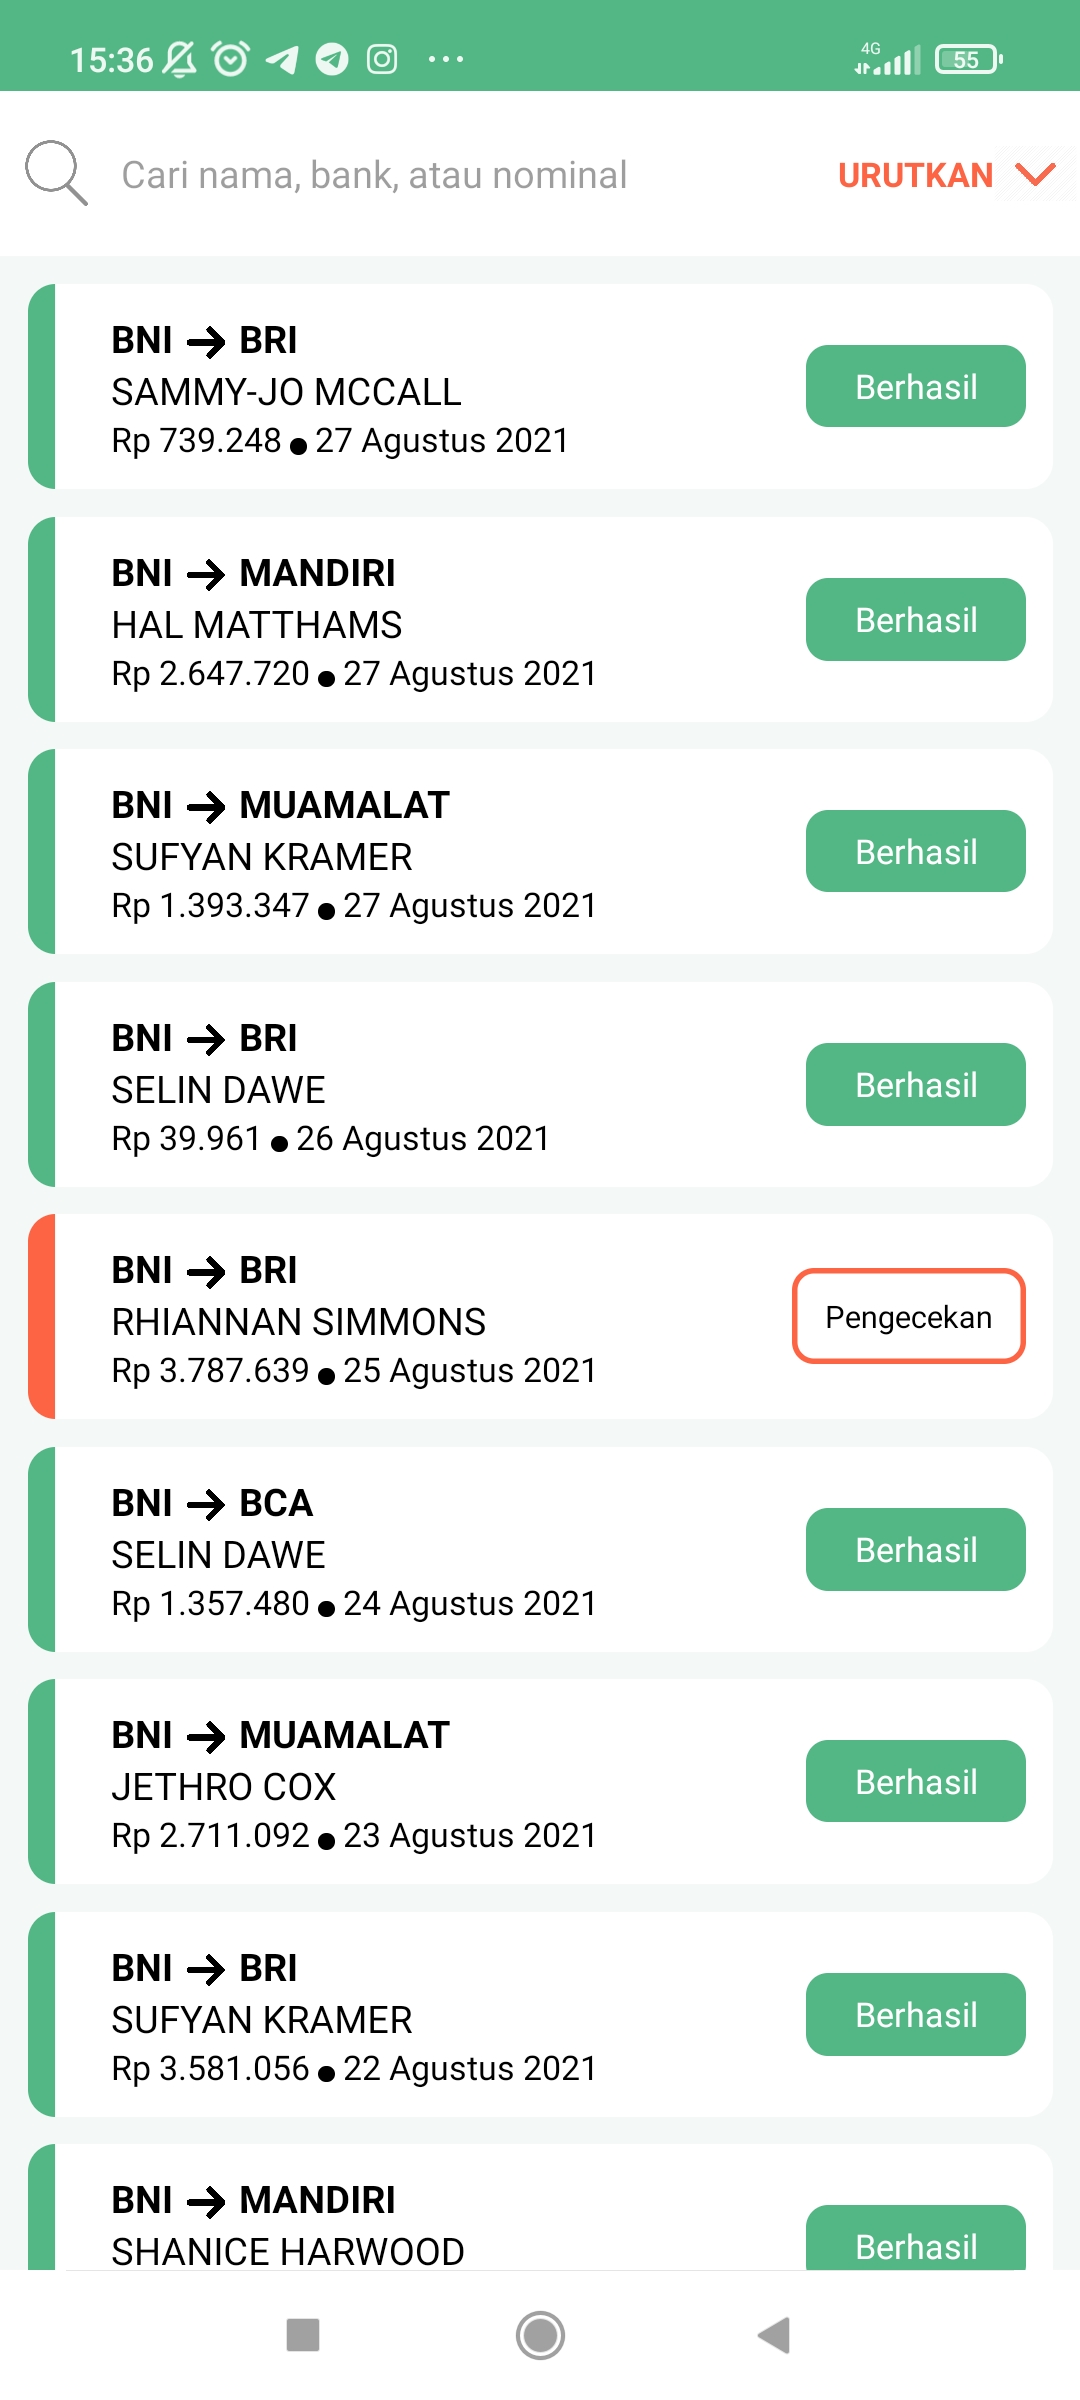 15:36
4G
55
Cari nama, bank, atau nominal
URUTKAN
BNI → BRI
SAMMY-JO MCCALL
Rp 739.248 ● 27 Agustus 2021
Berhasil
BNI → MANDIRI
HAL MATTHAMS
Rp 2.647.720 ● 27 Agustus 2021
Berhasil
BNI → MUAMALAT
SUFYAN KRAMER
Rp 1.393.347 ● 27 Agustus 2021
Berhasil
BNI → BRI
SELIN DAWE
Rp 39.961 ● 26 Agustus 2021
Berhasil
BNI → BRI
RHIANNAN SIMMONS
Rp 3.787.639 ● 25 Agustus 2021
Pengecekan
BNI → BCA
SELIN DAWE
Rp 1.357.480 ● 24 Agustus 2021
Berhasil
BNI → MUAMALAT
JETHRO COX
Rp 2.711.092 ● 23 Agustus 2021
Berhasil
BNI → BRI
SUFYAN KRAMER
Rp 3.581.056 ● 22 Agustus 2021
Berhasil
BNI → MANDIRI
SHANICE HARWOOD
Berhasil